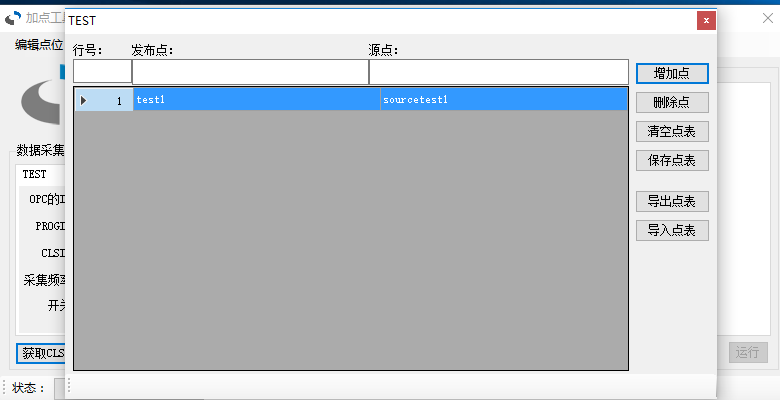 加点工
TEST
x
编辑点位
行号：
发布点：
源点：
增加点
1
test1
sourcetest1
删除点
清空点表
数据采集
保存点表
TEST
OPC的I
导出点表
PROGI
导入点表
CLSI
采集频率
开关
获取CLS
运行
状态：